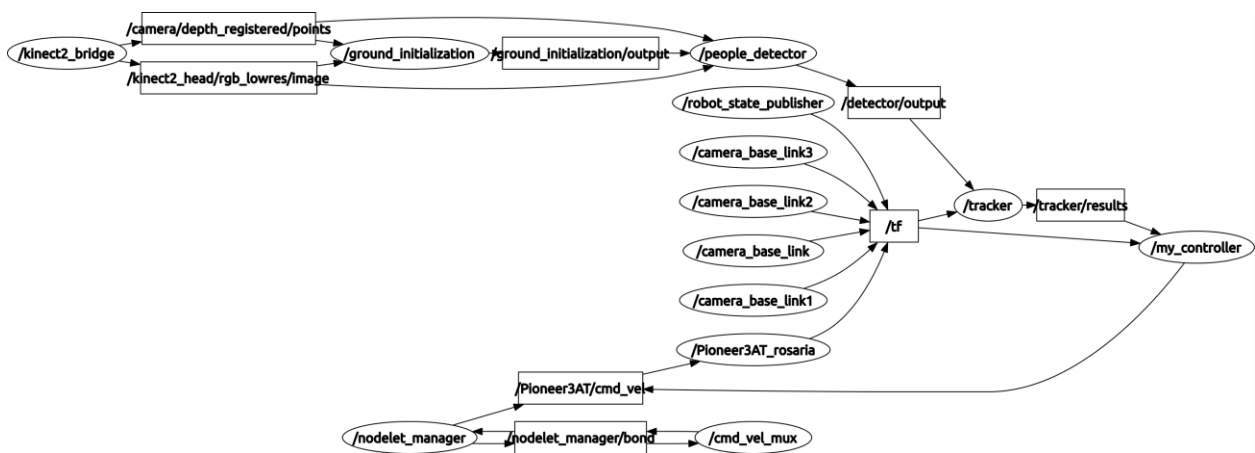 /camera/depth_registered/points
/kinect2_bridge
/ground_initialization
/ground_initialization/output
/people_detector
/kinect2_head/rgb_lowres/image
/robot_state_publisher
/detector/output
/camera_base_link3
/camera_base_link2
/tracker
/tracker/results
/tf
/camera_base_link
/my_controller
/camera_base_link1
/Pioneer3AT_rosaria
/Pioneer3AT/cmd_vel
/nodelet_manager
/nodelet_manager/bond
/cmd_vel_mux